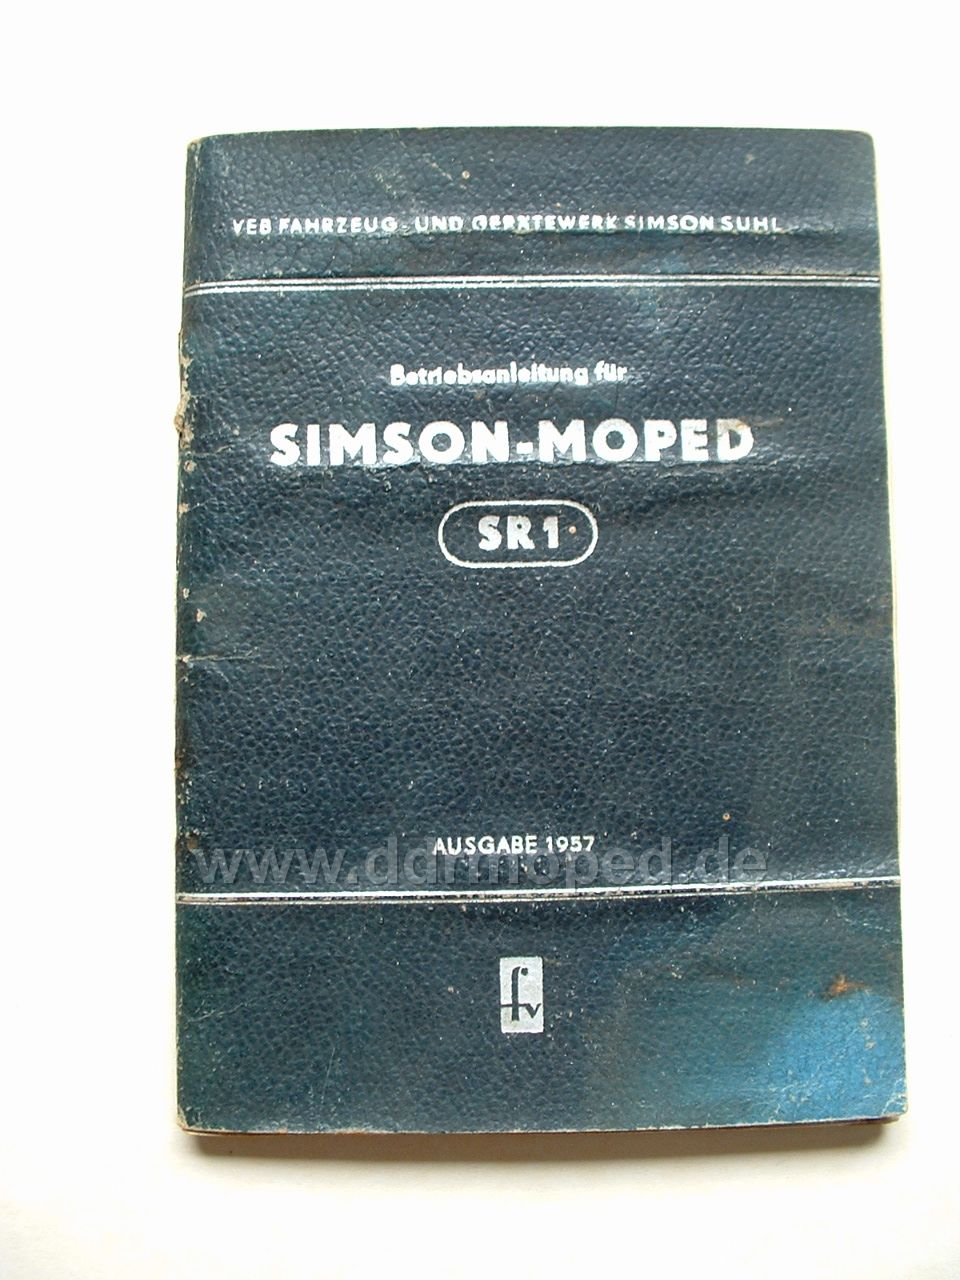 VEB FAHRZEUG- UND GERÄTEWERK SIMSON SUHL
Betriebsanleitung für
SIMSON-MOPED
SR1
AUSGABE 1957
www.ddrmoped.de
fv